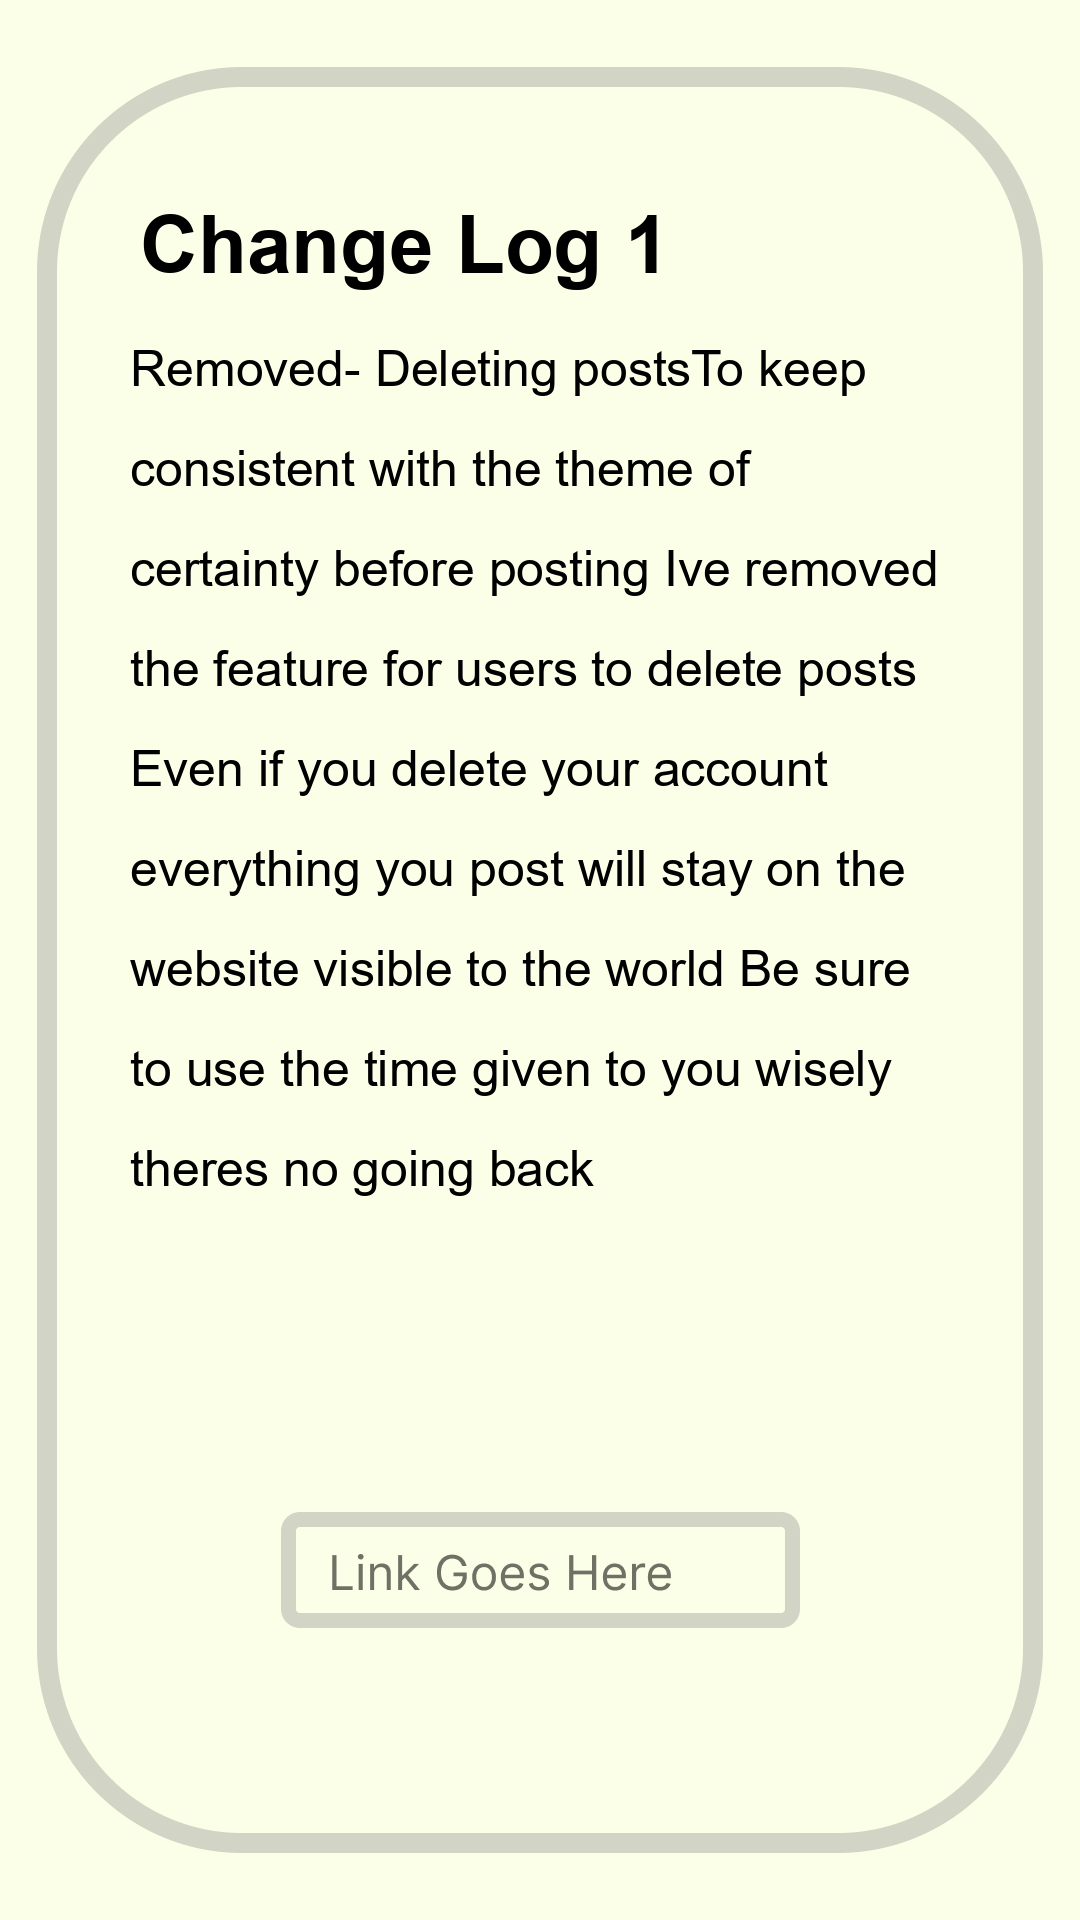 Change Log 1
Removed- Deleting postsTo keep
consistent with the theme of
certainty before posting Ive removed
the feature for users to delete posts
Even if you delete your account
everything you post will stay on the
website visible to the world Be sure
to use the time given to you wisely
theres no going back
Link Goes Here